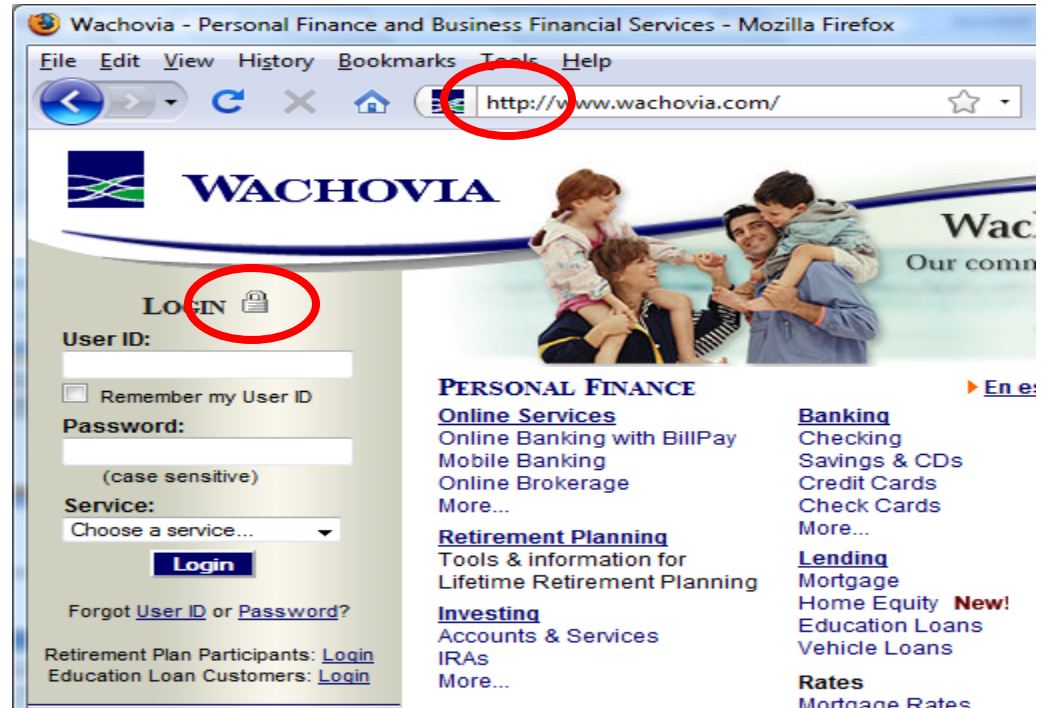 Wachovia - Personal Finance and Business Financial Services - Mozilla Firefox
File Edit View History Bookmarks Tools Help
http://www.wachovia.com/
WACHOVIA
Our
LOGIN
User ID:
Remember my User ID
Password:
(case sensitive)
Service:
Choose a service...
Login
Forgot User ID or Password?
Retirement Plan Participants: Login
Education Loan Customers: Login
PERSONAL FINANCE
En
Online Services
Online Banking with BillPay
Mobile Banking
Online Brokerage
More...
Retirement Planning
Tools & information for
Lifetime Retirement Planning
Investing
Accounts & Services
IRAs
More...
Banking
Checking
Savings & CDs
Credit Cards
Check Cards
More...
Lending
Mortgage
Home Equity New!
Education Loans
Vehicle Loans
Rates
Mortgage Rates